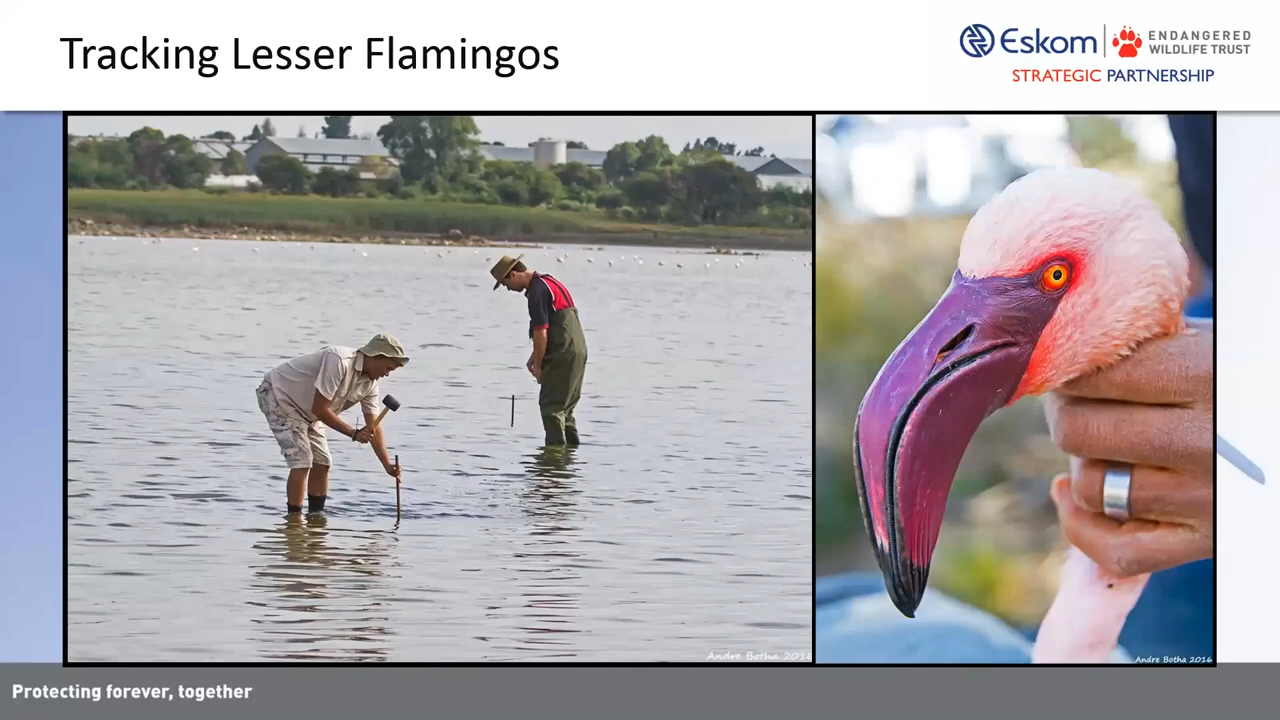 Tracking Lesser Flamingos
Eskom
ENDANGERED
WILDLIFE TRUST
STRATEGIC PARTNERSHIP
Andre Botha 2016
Andre Botha 2016
Protecting forever, together